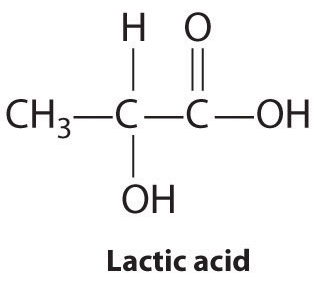 H O
CH3—C—C—OH
OH
Lactic acid